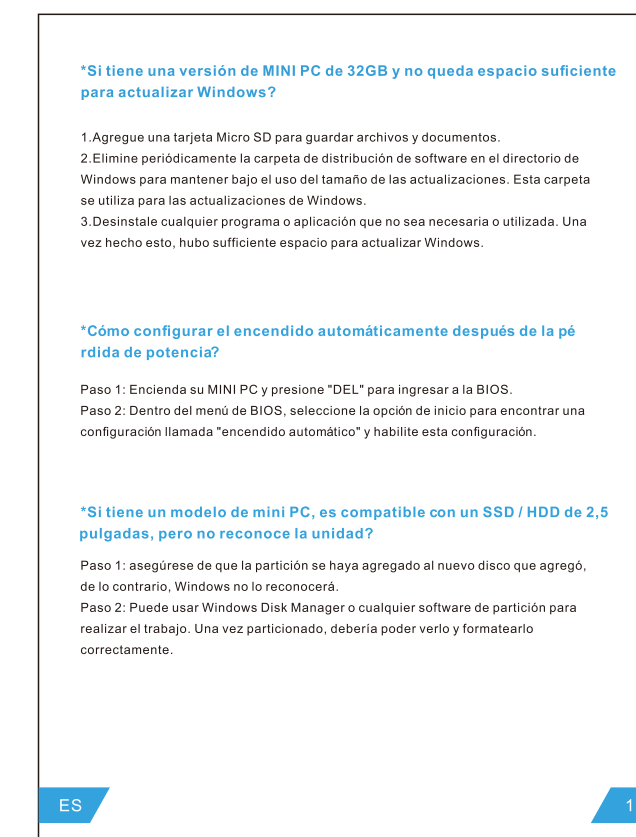 *Si tiene una versión de MINI PC de 32GB y no queda espacio suficiente
para actualizar Windows?
1.Agregue una tarjeta Micro SD para guardar archivos y documentos.
2.Elimine periódicamente la carpeta de distribución de software en el directorio de
Windows para mantener bajo el uso del tamaño de las actualizaciones. Esta carpeta
se utiliza para las actualizaciones de Windows.
3.Desinstale cualquier programa o aplicación que no sea necesaria o utilizada. Una
vez hecho esto, hubo sufficiente espacio para actualizar Windows.
*Cómo configurar el encendido automáticamente después de la pé
rdida de potencia?
Paso 1: Encienda su MINI PC y presione "DEL" para ingresar a la BIOS.
Paso 2: Dentro del menú de BIOS, seleccione la opción de inicio para encontrar una
configuración llamada "encendido automático" y habilite esta configuración.
*Si tiene un modelo de mini PC, es compatible con un SSD / HDD de 2,5
pulgadas, pero no reconoce la unidad?
Paso 1: asegúrese de que la partición se haya agregado al nuevo disco que agregó,
de lo contrario, Windows no lo reconocerá.
Paso 2: Puede usar Windows Disk Manager o cualquier software de partición para
realizar el trabajo. Una vez particionado, debería poder verlo y formatearlo
correctamente.
ES
1